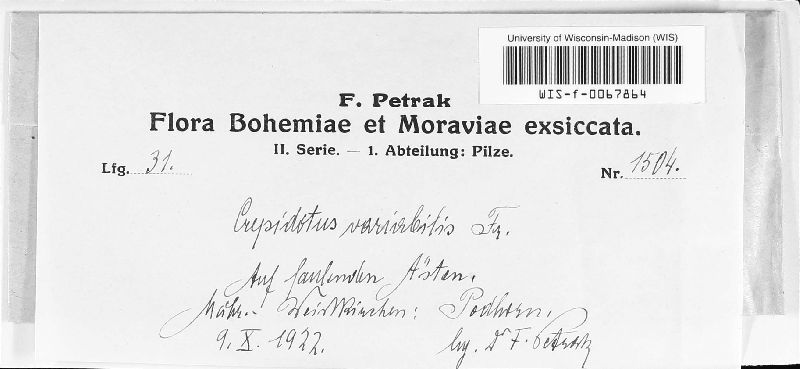 University of Wisconsin-Madison (WIS)
WIS-f-0067864
F. Petrak
Flora Bohemiae et Moraviae exsiccata.
II. Serie. — 1. Abteilung: Pilze.
Lfg. 31.
Nr. 1504.
Crepidotus variabilis Fr.
Auf faulenden Ästen.
Mähr.- Weisskirchen: Podhorn.
9. X. 1922.
lg. Dr F. Petrak